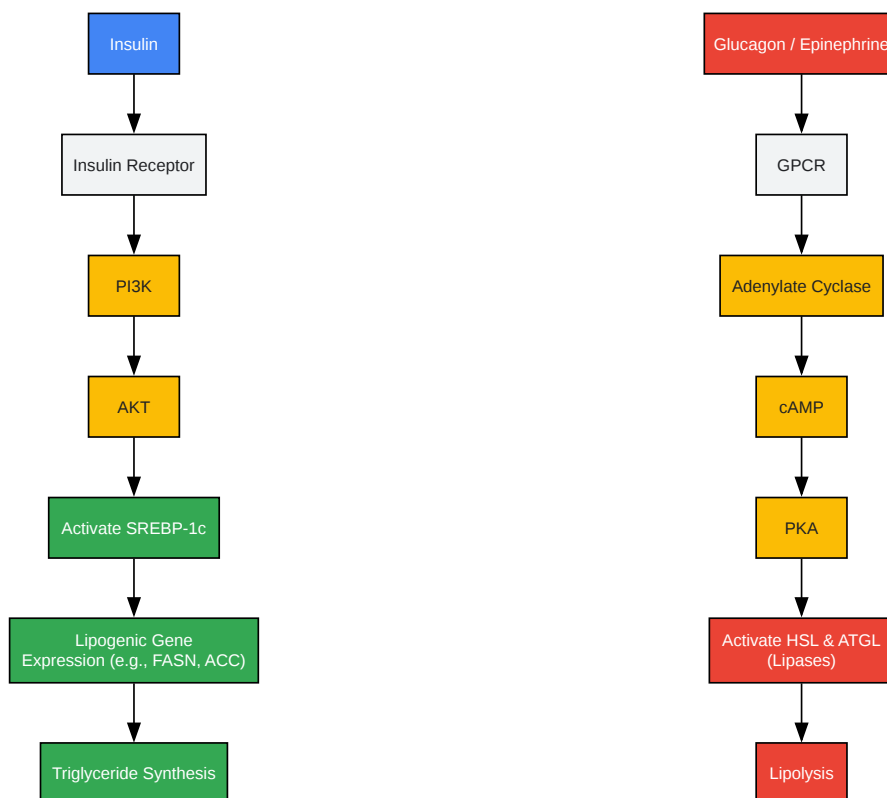 Insulin
Insulin Receptor
PI3K
AKT
Activate SREBP-1c
Lipogenic Gene
Expression (e.g., FASN, ACC)
Triglyceride Synthesis
Glucagon / Epinephrine
GPCR
Adenylate Cyclase
cAMP
PKA
Activate HSL & ATGL
(Lipases)
Lipolysis